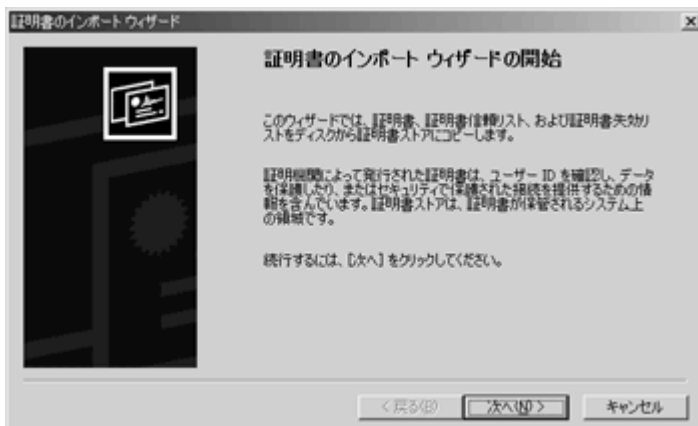 証明書のインポート ウィザード
証明書のインポート ウィザードの開始
このウィザードでは、証明書、証明書信頼リスト、および証明書失効リ
ストをディスクから証明書ストアにコピーします。
証明機関によって発行された証明書は、ユーザー ID を確認し、データ
を保護したり、またはセキュリティで保護された接続を提供するための情
報を含んでいます。証明書ストアは、証明書が保管されるシステム上
の領域です。
続行するには、[次へ] をクリックしてください。
< 戻る(B) 次へ(N) > キャンセル